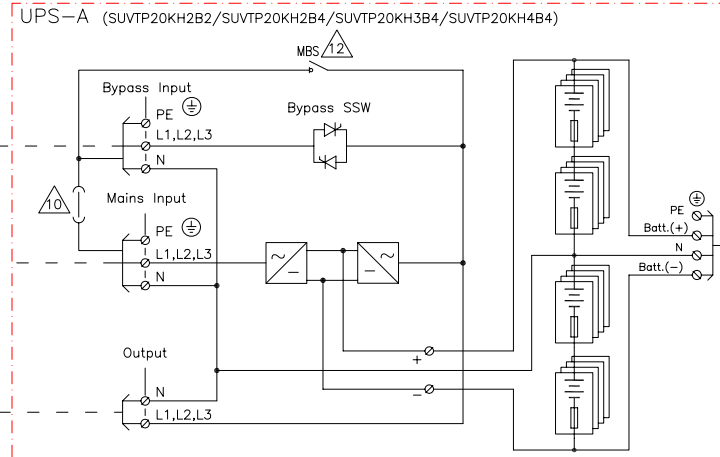 UPS-A (SUVTP20KH2B2/SUVTP20KH2B4/SUVTP20KH3B4/SUVTP20KH4B4)
MBS 12
Bypass Input
PE
L1,L2,L3
N
Bypass SSW
10
Mains Input
PE
L1,L2,L3
N
~
–
~
–
PE
Batt.(+)
N
Batt.(-)
Output
N
L1,L2,L3
+
–